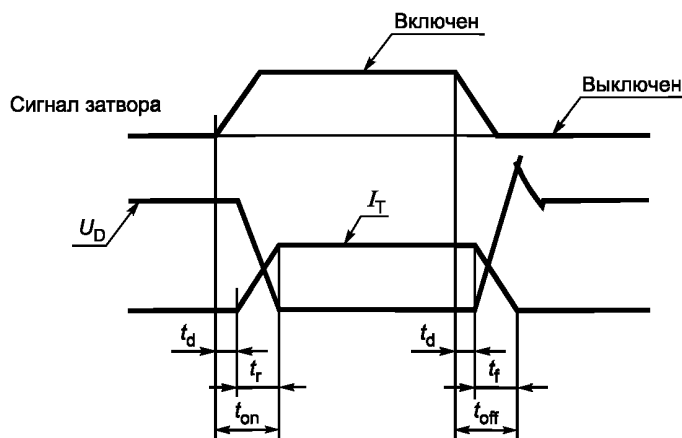 Включен
Выключен
Сигнал затвора
U_D
I_T
t_d
t_d
t_r
t_f
t_on
t_off